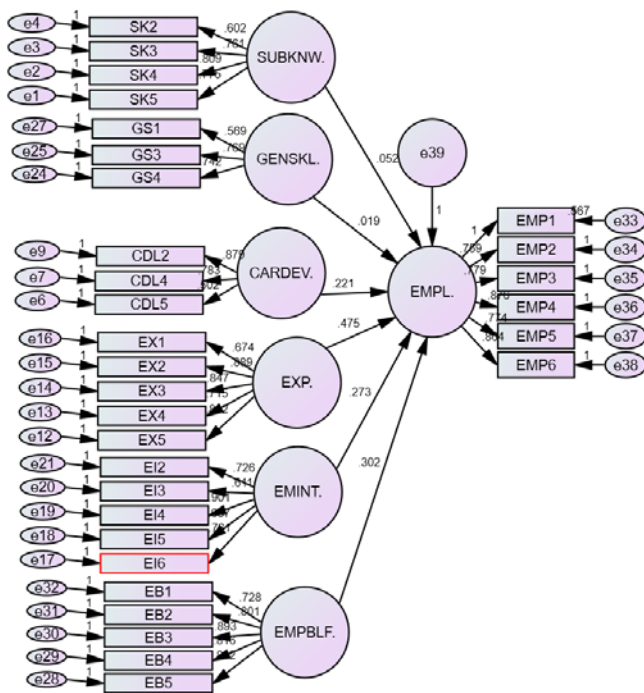 e4 1 SK2 .602
e3 1 SK3 .761
e2 1 SK4 .809
e1 1 SK5
SUBKNW.
e27 1 GS1 .569
e25 1 GS3 .769
e24 1 GS4 .742
GENSKL.
e9 1 CDL2 .879
e7 1 CDL4 .783
e6 1 CDL5
CARDEV.
e16 1 EX1 .674
e15 1 EX2
e14 1 EX3 .847
e13 1 EX4 .715
e12 1 EX5
EXP.
e21 1 EI2 .726
e20 1 EI3 .611
e19 1 EI4 .901
e18 1 EI5
e17 1 EI6
EMINT.
e32 1 EB1 .728
e31 1 EB2 .801
e30 1 EB3 .893
e29 1 EB4
e28 1 EB5
EMPBLF.
.052
.019
.221
.475
.273
.302
e39
1
EMPL.
1 EMP1 .567 e33
EMP2 1 e34
.779 EMP3 1 e35
EMP4 1 e36
.774 EMP5 1 e37
EMP6 1 e38